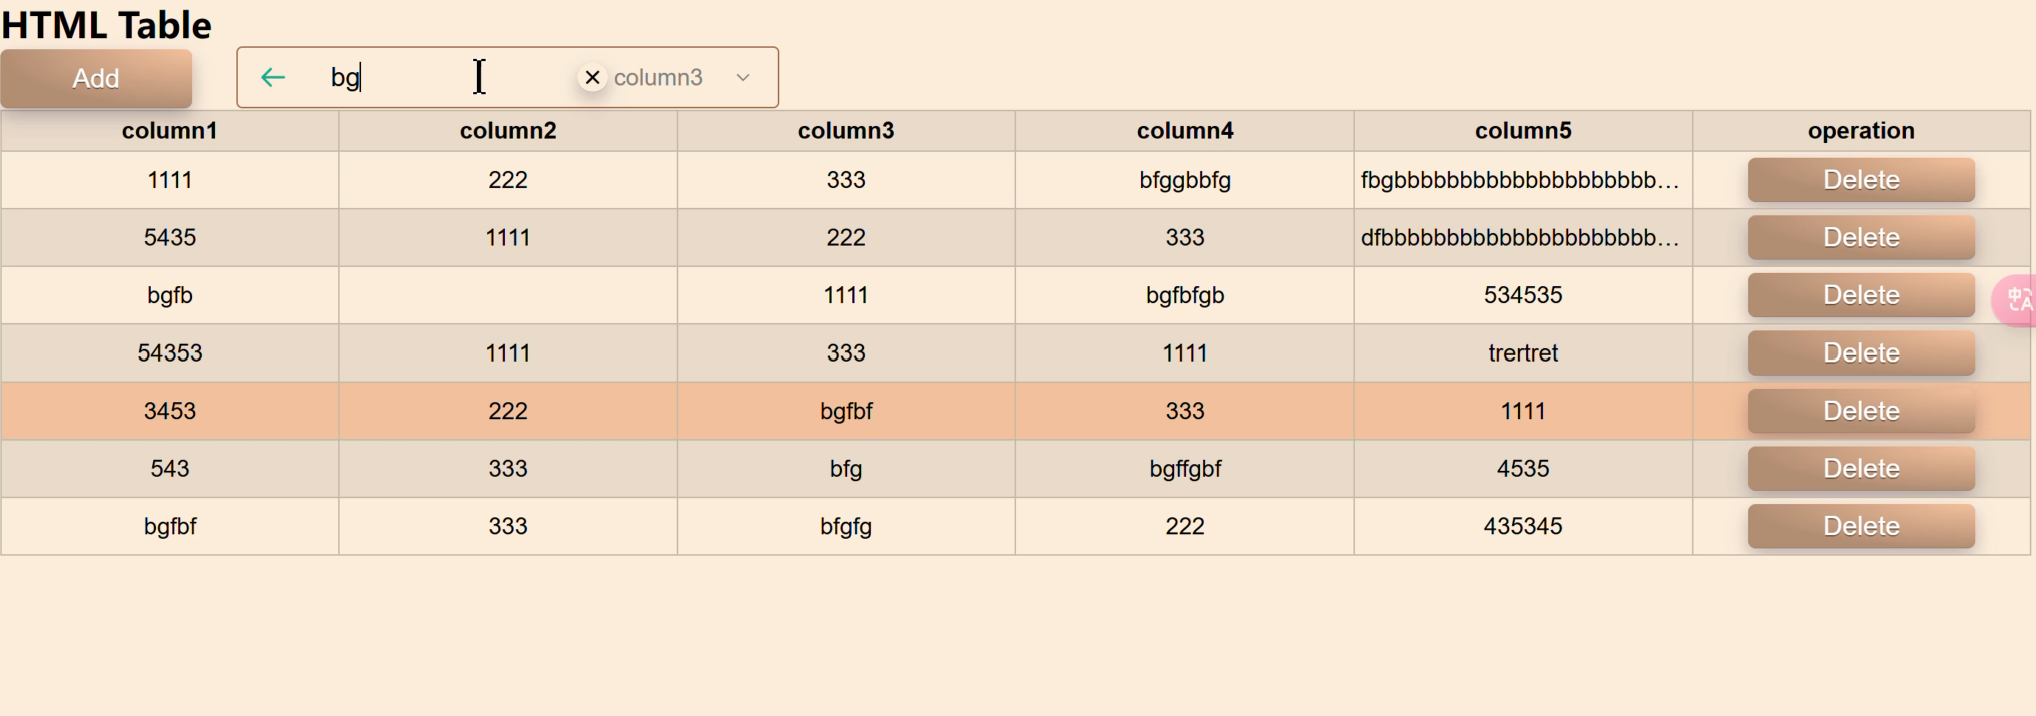 HTML Table
Add bg column3
column1 column2 column3 column4 column5 operation
1111 222 333 bfggbbfg fbgbbbbbbbbbbbbbbbbbbbb… Delete
5435 1111 222 333 dfbbbbbbbbbbbbbbbbbbbbb… Delete
bgfb 1111 bgfbfgb 534535 Delete
54353 1111 333 1111 trertret Delete
3453 222 bgfbf 333 1111 Delete
543 333 bfg bgffgbf 4535 Delete
bgfbf 333 bfgfg 222 435345 Delete